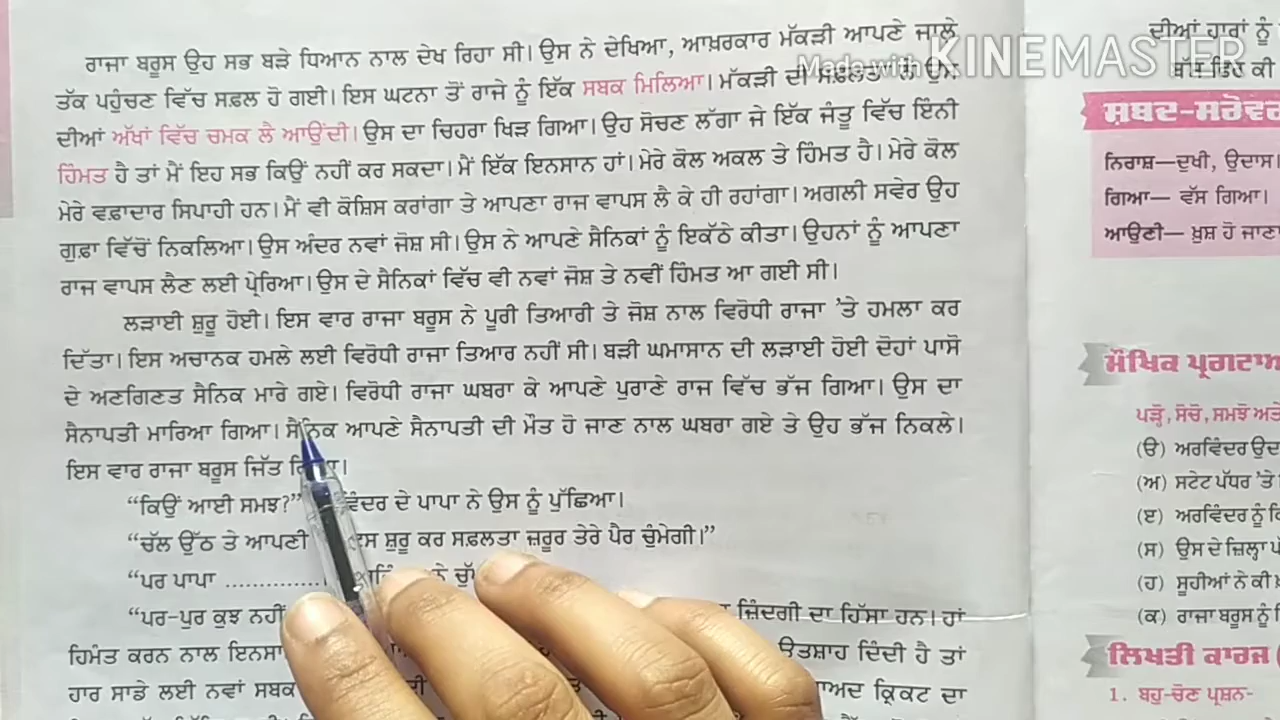 ਰਾਜਾ ਬਰੂਸ ਉਹ ਸਭ ਬੜੇ ਧਿਆਨ ਨਾਲ ਦੇਖ ਰਿਹਾ ਸੀ। ਉਸ ਨੇ ਦੇਖਿਆ, ਆਖ਼ਰਕਾਰ ਮੱਕੜੀ ਆਪਣੇ ਜਾਲੇ
Made with KINEMASTER
ਤੱਕ ਪਹੁੰਚਣ ਵਿੱਚ ਸਫ਼ਲ ਹੋ ਗਈ। ਇਸ ਘਟਨਾ ਤੋਂ ਰਾਜੇ ਨੂੰ ਇੱਕ ਸਬਕ ਮਿਲਿਆ। ਮੱਕੜੀ ਦੀ ਸਫ਼ਲਤਾ ਉਸ
ਦੀਆਂ ਅੱਖਾਂ ਵਿੱਚ ਚਮਕ ਲੈ ਆਉਂਦੀ। ਉਸ ਦਾ ਚਿਹਰਾ ਖਿੜ ਗਿਆ। ਉਹ ਸੋਚਣ ਲੱਗਾ ਜੇ ਇੱਕ ਜੰਤੂ ਵਿੱਚ ਇੰਨੀ
ਹਿੰਮਤ ਹੈ ਤਾਂ ਮੈਂ ਇਹ ਸਭ ਕਿਉਂ ਨਹੀਂ ਕਰ ਸਕਦਾ। ਮੈਂ ਇੱਕ ਇਨਸਾਨ ਹਾਂ। ਮੇਰੇ ਕੋਲ ਅਕਲ ਤੇ ਹਿੰਮਤ ਹੈ। ਮੇਰੇ ਕੋਲ
ਮੇਰੇ ਵਫ਼ਾਦਾਰ ਸਿਪਾਹੀ ਹਨ। ਮੈਂ ਵੀ ਕੋਸ਼ਿਸ ਕਰਾਂਗਾ ਤੇ ਆਪਣਾ ਰਾਜ ਵਾਪਸ ਲੈ ਕੇ ਹੀ ਰਹਾਂਗਾ। ਅਗਲੀ ਸਵੇਰ ਉਹ
ਗੁਫ਼ਾ ਵਿੱਚੋਂ ਨਿਕਲਿਆ। ਉਸ ਅੰਦਰ ਨਵਾਂ ਜੋਸ਼ ਸੀ। ਉਸ ਨੇ ਆਪਣੇ ਸੈਨਿਕਾਂ ਨੂੰ ਇਕੱਠੇ ਕੀਤਾ। ਉਹਨਾਂ ਨੂੰ ਆਪਣਾ
ਰਾਜ ਵਾਪਸ ਲੈਣ ਲਈ ਪ੍ਰੇਰਿਆ। ਉਸ ਦੇ ਸੈਨਿਕਾਂ ਵਿੱਚ ਵੀ ਨਵਾਂ ਜੋਸ਼ ਤੇ ਨਵੀਂ ਹਿੰਮਤ ਆ ਗਈ ਸੀ।
ਲੜਾਈ ਸ਼ੁਰੂ ਹੋਈ। ਇਸ ਵਾਰ ਰਾਜਾ ਬਰੂਸ ਨੇ ਪੂਰੀ ਤਿਆਰੀ ਤੇ ਜੋਸ਼ ਨਾਲ ਵਿਰੋਧੀ ਰਾਜਾ ’ਤੇ ਹਮਲਾ ਕਰ
ਦਿੱਤਾ। ਇਸ ਅਚਾਨਕ ਹਮਲੇ ਲਈ ਵਿਰੋਧੀ ਰਾਜਾ ਤਿਆਰ ਨਹੀਂ ਸੀ। ਬੜੀ ਘਮਾਸਾਨ ਦੀ ਲੜਾਈ ਹੋਈ ਦੋਹਾਂ ਪਾਸੋ
ਦੇ ਅਣਗਿਣਤ ਸੈਨਿਕ ਮਾਰੇ ਗਏ। ਵਿਰੋਧੀ ਰਾਜਾ ਘਬਰਾ ਕੇ ਆਪਣੇ ਪੁਰਾਣੇ ਰਾਜ ਵਿੱਚ ਭੱਜ ਗਿਆ। ਉਸ ਦਾ
ਸੈਨਾਪਤੀ ਮਾਰਿਆ ਗਿਆ। ਸੈਨਿਕ ਆਪਣੇ ਸੈਨਾਪਤੀ ਦੀ ਮੌਤ ਹੋ ਜਾਣ ਨਾਲ ਘਬਰਾ ਗਏ ਤੇ ਉਹ ਭੱਜ ਨਿਕਲੇ।
ਇਸ ਵਾਰ ਰਾਜਾ ਬਰੂਸ ਜਿੱਤ
“ਕਿਉਂ ਆਈ ਸਮਝ?” ਦੇ ਪਾਪਾ ਨੇ ਉਸ ਨੂੰ ਪੁੱਛਿਆ।
“ਚੱਲ ਉੱਠ ਤੇ ਆਪਣੀ ਸ਼ੁਰੂ ਕਰ ਸਫ਼ਲਤਾ ਜ਼ਰੂਰ ਤੇਰੇ ਪੈਰ ਚੁੰਮੇਗੀ।”
“ਪਰ ਪਾਪਾ ..............
“ਪਰ-ਪੁਰ ਕੁਝ ਨਹੀਂ ਜ਼ਿੰਦਗੀ ਦਾ ਹਿੱਸਾ ਹਨ। ਹਾਂ
ਹਿਮੰਤ ਕਰਨ ਨਾਲ ਉਤਸ਼ਾਹ ਦਿੰਦੀ ਹੈ ਤਾਂ
ਹਾਰ ਸਾਡੇ ਲਈ ਨਵਾਂ ਸਬਕ ਕ੍ਰਿਕਟ ਦਾ
ਦੀਆਂ ਹਾਰਾਂ ਨੂੰ
ਸ਼ਬਦ-ਸਰੋਵਰ
ਨਿਰਾਸ਼—ਦੁਖੀ, ਉਦਾਸ।
ਗਿਆ— ਵੱਸ ਗਿਆ।
ਆਉਣੀ— ਖ਼ੁਸ਼ ਹੋ ਜਾਣਾ
ਮੌਖਿਕ
ਪੜ੍ਹੋ, ਸੋਚੋ, ਸਮਝੋ ਅਤੇ
(ੳ) ਅਰਵਿੰਦਰ
(ਅ) ਸਟੇਟ ਪੱਧਰ ’ਤੇ
(ੲ) ਅਰਵਿੰਦਰ ਨੂੰ
(ਸ) ਉਸ ਦੇ ਜ਼ਿਲ੍ਹਾ
(ਹ) ਸੂਹੀਆਂ ਨੇ ਕੀ
(ਕ) ਰਾਜਾ ਬਰੂਸ ਨੂੰ
ਲਿਖਤੀ ਕਾਰਜ
1. ਬਹੁ-ਚੋਣ ਪ੍ਰਸ਼ਨ-